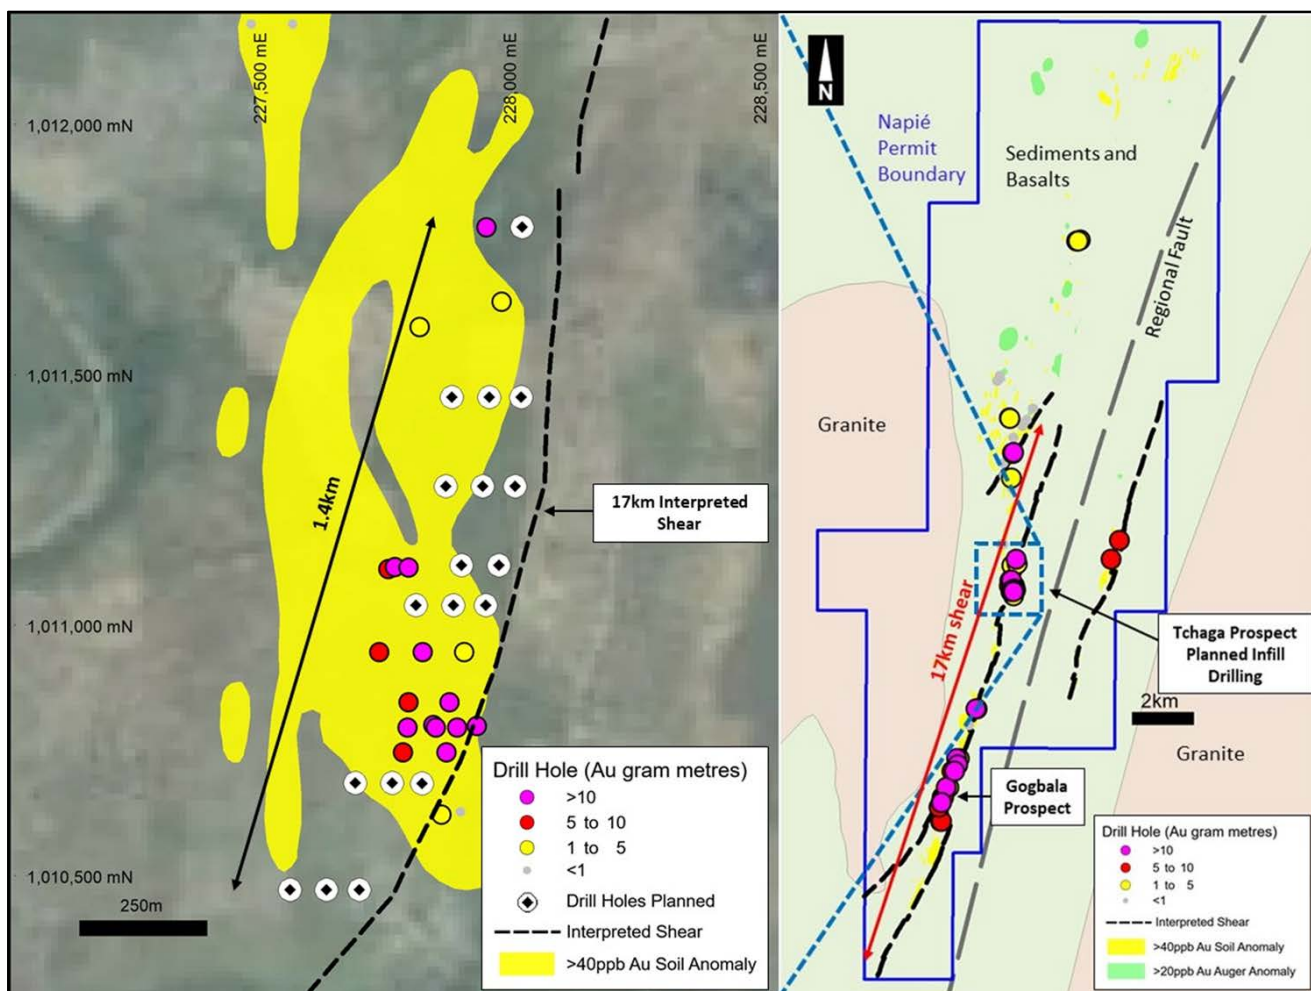 227,500 mE
228,000 mE
228,500 mE
1,012,000 mN
1,011,500 mN
1,011,000 mN
1,010,500 mN
1.4km
17km Interpreted
Shear
250m
Drill Hole (Au gram metres)
>10
5 to 10
1 to 5
<1
Drill Holes Planned
Interpreted Shear
>40ppb Au Soil Anomaly
N
Napié
Permit
Boundary
Sediments and
Basalts
Regional Fault
Granite
17km shear
Tchaga Prospect
Planned Infill
Drilling
2km
Granite
Gogbala
Prospect
Drill Hole (Au gram metres)
>10
5 to 10
1 to 5
<1
Interpreted Shear
>40ppb Au Soil Anomaly
>20ppb Au Auger Anomaly